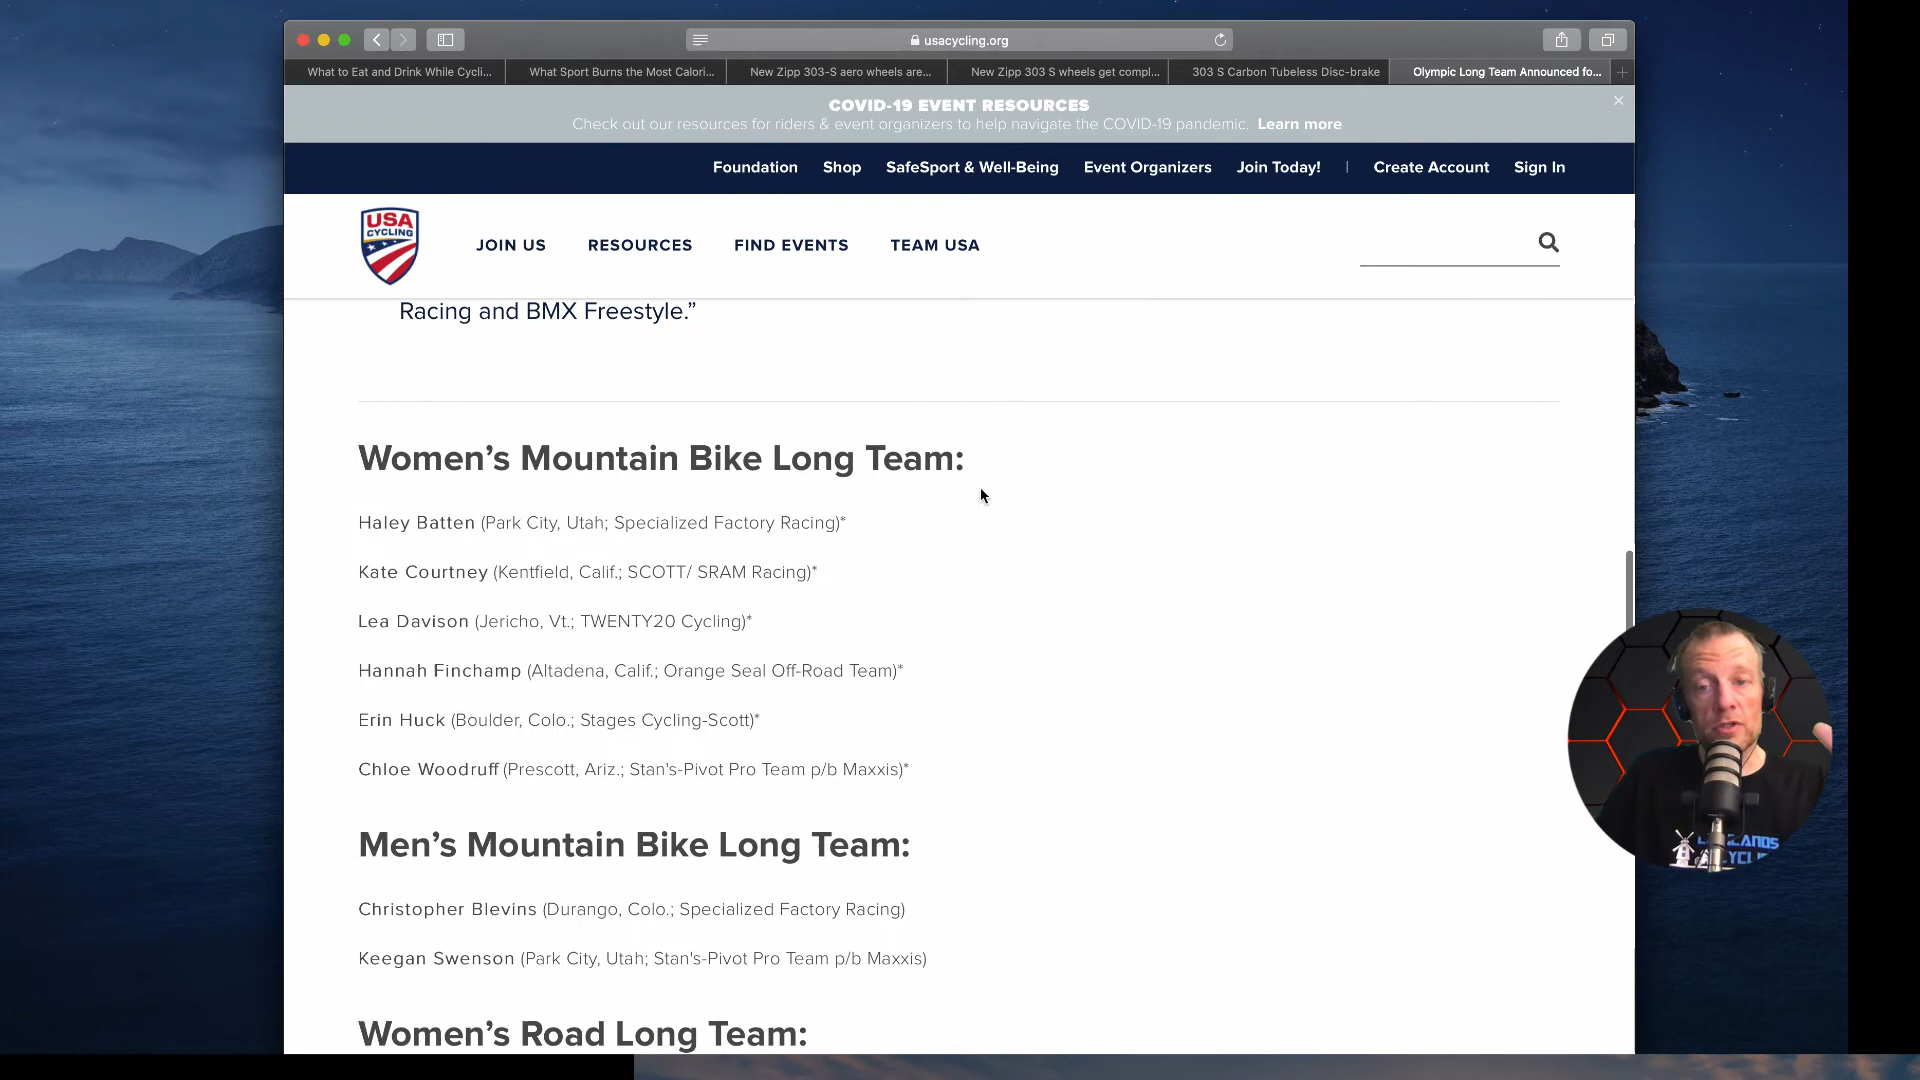 usacycling.org
What to Eat and Drink While Cycli...
What Sport Burns the Most Calori...
New Zipp 303-S aero wheels are...
New Zipp 303 S wheels get compl...
303 S Carbon Tubeless Disc-brake
Olympic Long Team Announced fo...
COVID-19 EVENT RESOURCES
Check out our resources for riders & event organizers to help navigate the COVID-19 pandemic. Learn more
Foundation Shop SafeSport & Well-Being Event Organizers Join Today! | Create Account Sign In
USA
CYCLING
JOIN US RESOURCES FIND EVENTS TEAM USA
Racing and BMX Freestyle.”
Women’s Mountain Bike Long Team:
Haley Batten (Park City, Utah; Specialized Factory Racing)*
Kate Courtney (Kentfield, Calif.; SCOTT/ SRAM Racing)*
Lea Davison (Jericho, Vt.; TWENTY20 Cycling)*
Hannah Finchamp (Altadena, Calif.; Orange Seal Off-Road Team)*
Erin Huck (Boulder, Colo.; Stages Cycling-Scott)*
Chloe Woodruff (Prescott, Ariz.; Stan's-Pivot Pro Team p/b Maxxis)*
Men’s Mountain Bike Long Team:
Christopher Blevins (Durango, Colo.; Specialized Factory Racing)
Keegan Swenson (Park City, Utah; Stan's-Pivot Pro Team p/b Maxxis)
Women’s Road Long Team: